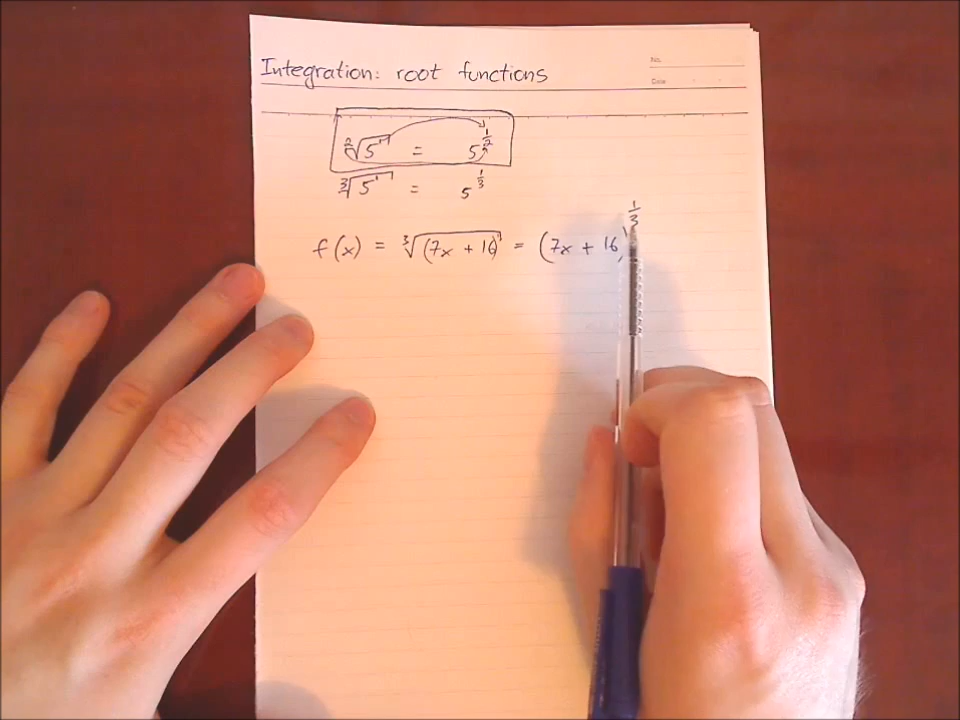 No.
Integration: root functions
Date
²√5¹ = 5^(1/2)
³√5¹ = 5^(1/3)
f(x) = ³√(7x + 16)¹ = (7x + 16)^(1/3)